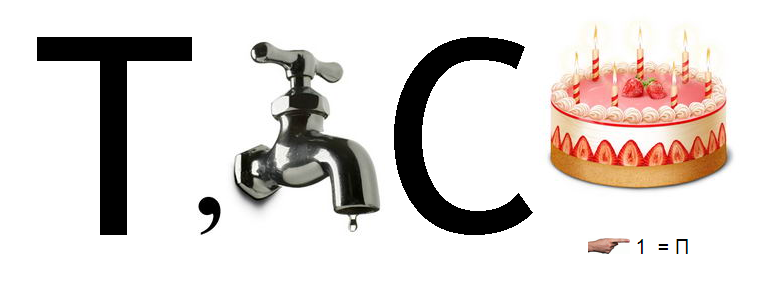 Т , С
1 = П